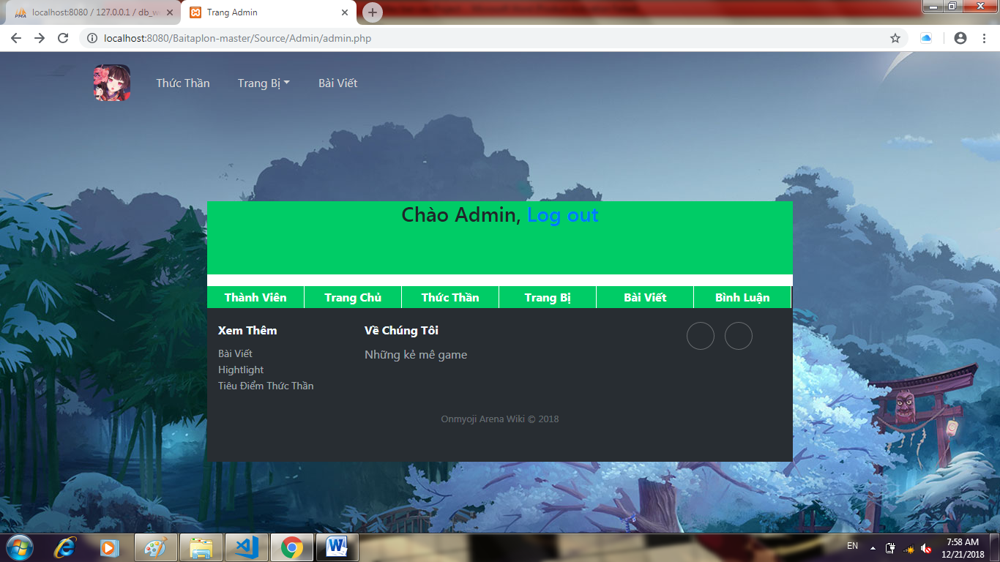 localhost:8080 / 127.0.0.1 / db_w
Trang Admin
localhost:8080/Baitaplon-master/Source/Admin/admin.php
Thức Thần Trang Bị Bài Viết
Chào Admin, Log out
Thành Viên Trang Chủ Thức Thần Trang Bị Bài Viết Bình Luận
Xem Thêm Về Chúng Tôi
Bài Viết Những kẻ mê game
Hightlight
Tiêu Điểm Thức Thần
Onmyoji Arena Wiki © 2018
EN 7:58 AM
12/21/2018